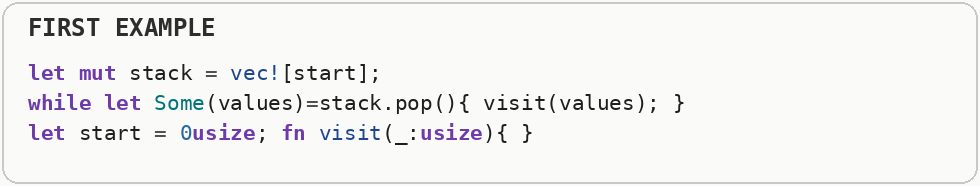 FIRST EXAMPLE
let mut stack = vec![start];
while let Some(values)=stack.pop(){ visit(values); }
let start = 0usize; fn visit(_:usize){ }